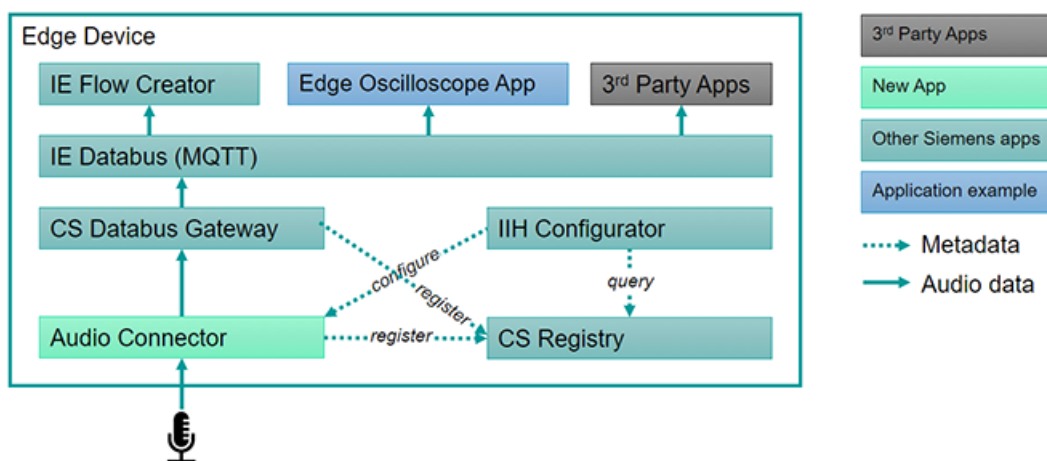 Edge Device
IE Flow Creator
Edge Oscilloscope App
3rd Party Apps
IE Databus (MQTT)
CS Databus Gateway
IIH Configurator
configure
register
query
Audio Connector
register
CS Registry
3rd Party Apps
New App
Other Siemens apps
Application example
Metadata
Audio data